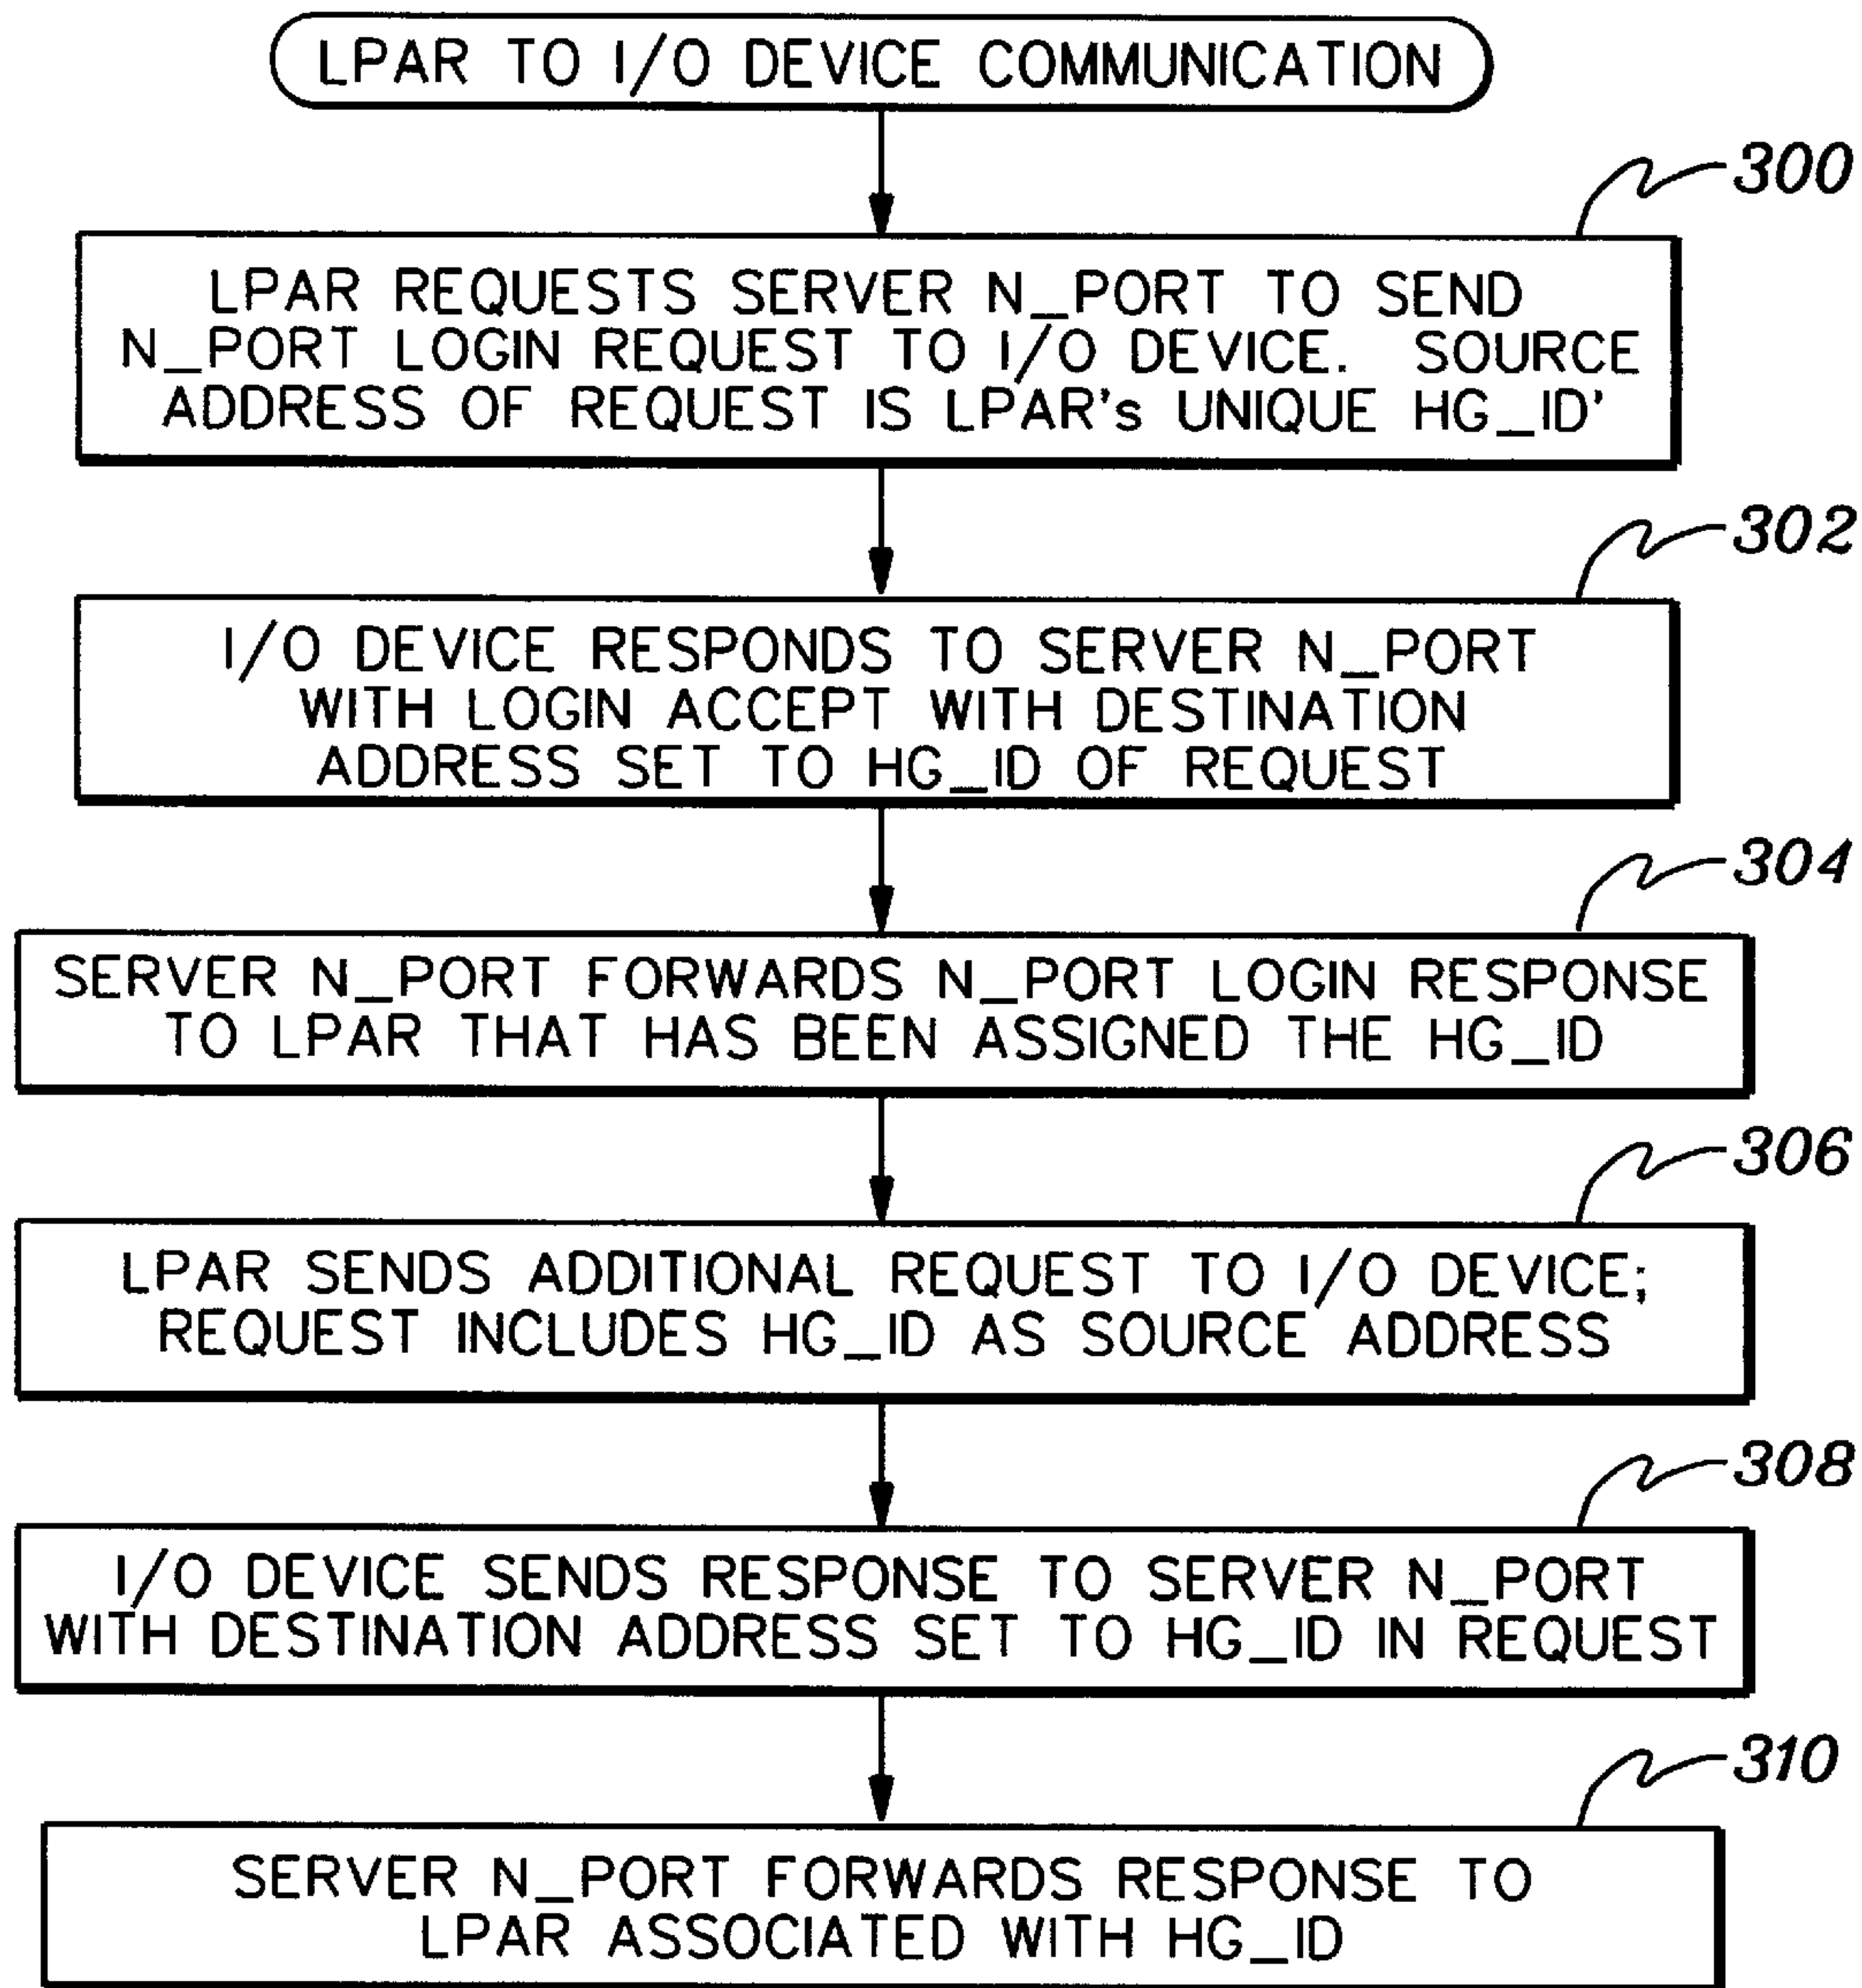 LPAR TO I/O DEVICE COMMUNICATION
300
LPAR REQUESTS SERVER N_PORT TO SEND
N_PORT LOGIN REQUEST TO I/O DEVICE. SOURCE
ADDRESS OF REQUEST IS LPAR's UNIQUE HG_ID'
302
I/O DEVICE RESPONDS TO SERVER N_PORT
WITH LOGIN ACCEPT WITH DESTINATION
ADDRESS SET TO HG_ID OF REQUEST
304
SERVER N_PORT FORWARDS N_PORT LOGIN RESPONSE
TO LPAR THAT HAS BEEN ASSIGNED THE HG_ID
306
LPAR SENDS ADDITIONAL REQUEST TO I/O DEVICE;
REQUEST INCLUDES HG_ID AS SOURCE ADDRESS
308
I/O DEVICE SENDS RESPONSE TO SERVER N_PORT
WITH DESTINATION ADDRESS SET TO HG_ID IN REQUEST
310
SERVER N_PORT FORWARDS RESPONSE TO
LPAR ASSOCIATED WITH HG_ID